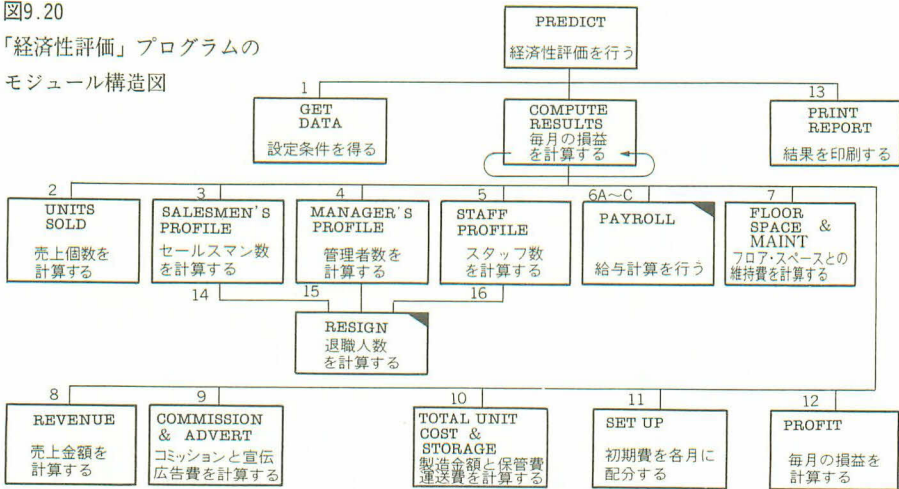 図9.20
「経済性評価」プログラムの
モジュール構造図
PREDICT
経済性評価を行う
1
GET
DATA
設定条件を得る
COMPUTE
RESULTS
毎月の損益
を計算する
13
PRINT
REPORT
結果を印刷する
2
UNITS
SOLD
売上個数を
計算する
3
SALESMEN'S
PROFILE
セールスマン数
を計算する
4
MANAGER'S
PROFILE
管理者数を
計算する
5
STAFF
PROFILE
スタッフ数
を計算する
6A～C
PAYROLL
給与計算を行う
7
FLOOR
SPACE &
MAINT
フロア・スペースとの
維持費を計算する
14
15
16
RESIGN
退職人数
を計算する
8
REVENUE
売上金額を
計算する
9
COMMISSION
& ADVERT
コミッションと宣伝
広告費を計算する
10
TOTAL UNIT
COST &
STORAGE
製造金額と保管費
運送費を計算する
11
SET UP
初期費を各月に
配分する
12
PROFIT
毎月の損益を
計算する